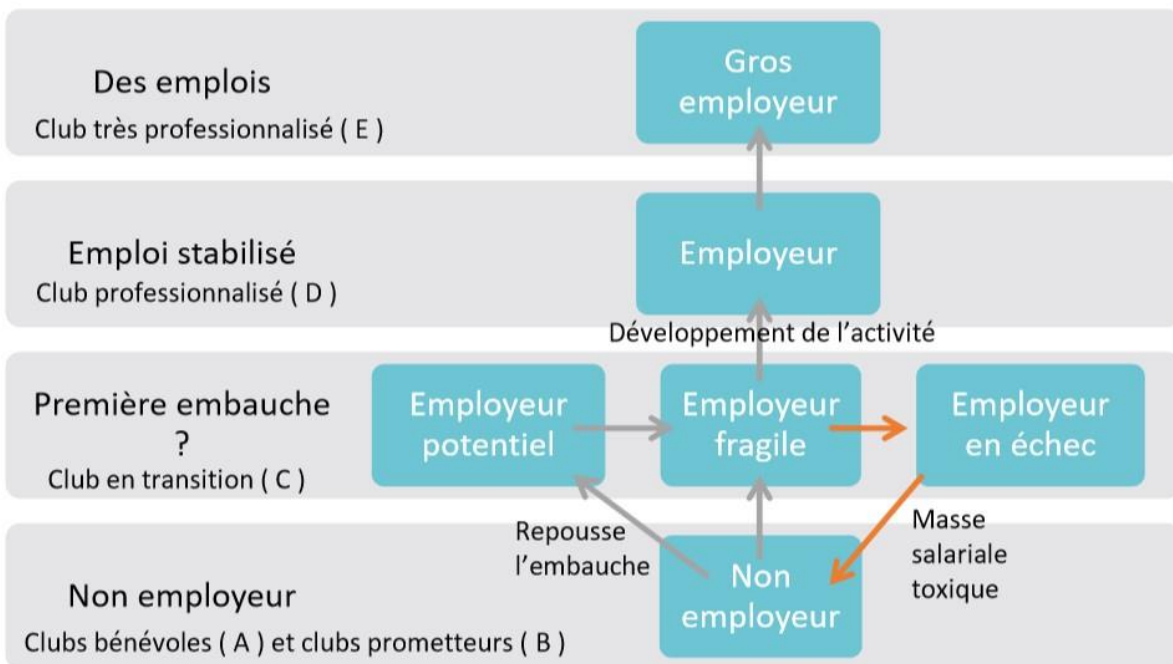 Des emplois
Club très professionnalisé ( E )
Gros
employeur
Emploi stabilisé
Club professionnalisé ( D )
Employeur
Développement de l’activité
Première embauche
?
Club en transition ( C )
Employeur
potentiel
Employeur
fragile
Employeur
en échec
Repousse
l’embauche
Masse
salariale
toxique
Non employeur
Clubs bénévoles ( A ) et clubs prometteurs ( B )
Non
employeur